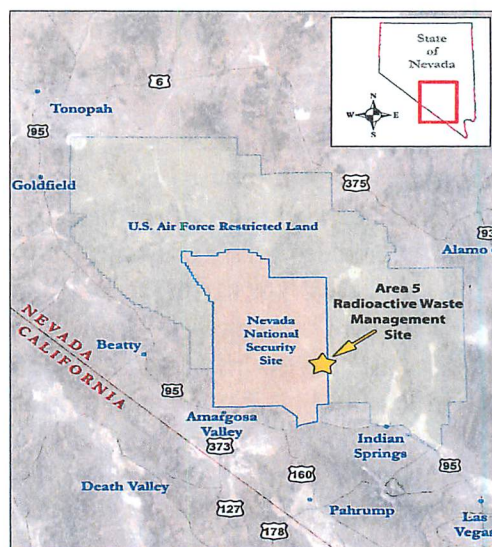 State
of
Nevada
N
W E
S
6
Tonopah
95
Goldfield
375
93
U.S. Air Force Restricted Land
Alamo
Area 5
Radioactive Waste
Management
Site
Nevada
National
Security
Site
NEVADA
CALIFORNIA
Beatty
95
Amargosa
Valley
373
Indian
Springs
95
160
Death Valley
127
Pahrump
178
Las
Vegas